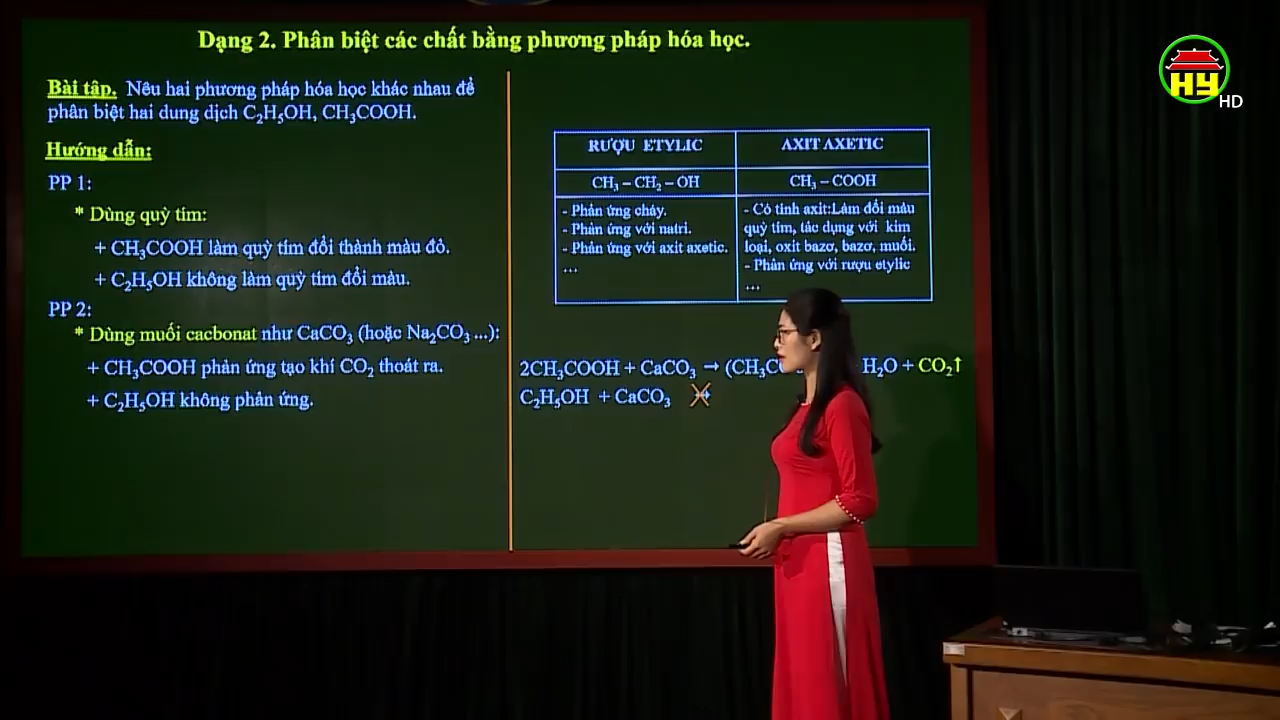 Dạng 2. Phân biệt các chất bằng phương pháp hóa học.
Bài tập. Nêu hai phương pháp hóa học khác nhau để
phân biệt hai dung dịch C₂H₅OH, CH₃COOH.
Hướng dẫn:
PP 1:
* Dùng quỳ tím:
+ CH₃COOH làm quỳ tím đổi thành màu đỏ.
+ C₂H₅OH không làm quỳ tím đổi màu.
PP 2:
* Dùng muối cacbonat như CaCO₃ (hoặc Na₂CO₃ ...):
+ CH₃COOH phản ứng tạo khí CO₂ thoát ra.
+ C₂H₅OH không phản ứng.
RƯỢU ETYLIC
AXIT AXETIC
CH₃ – CH₂ – OH
CH₃ – COOH
- Phản ứng cháy.
- Phản ứng với natri.
- Phản ứng với axit axetic.
...
- Có tính axit:Làm đổi màu
quỳ tím, tác dụng với kim
loại, oxit bazơ, bazơ, muối.
- Phản ứng với rượu etylic
...
2CH₃COOH + CaCO₃ → (CH₃C H₂O + CO₂↑
C₂H₅OH + CaCO₃ →
HY
HD